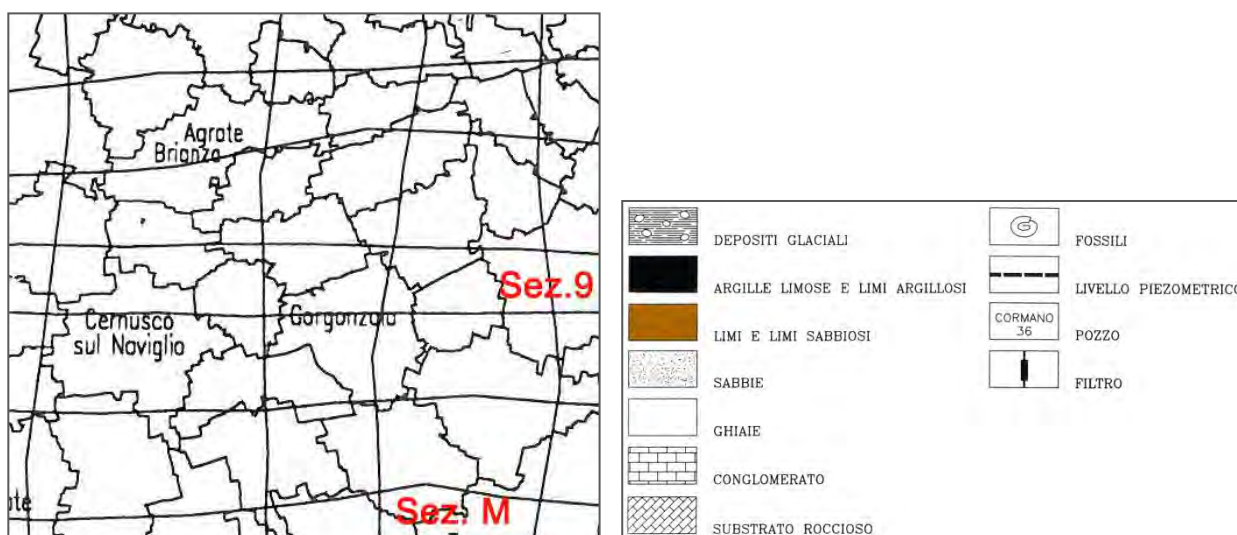 Agrate
Brianza
Sez.9
Cernusco
sul Naviglio
Gorgonzola
Sez. M
DEPOSITI GLACIALI
ARGILLE LIMOSE E LIMI ARGILLOSI
LIMI E LIMI SABBIOSI
SABBIE
GHIAIE
CONGLOMERATO
SUBSTRATO ROCCIOSO
FOSSILI
LIVELLO PIEZOMETRICO
CORMANO
36
POZZO
FILTRO